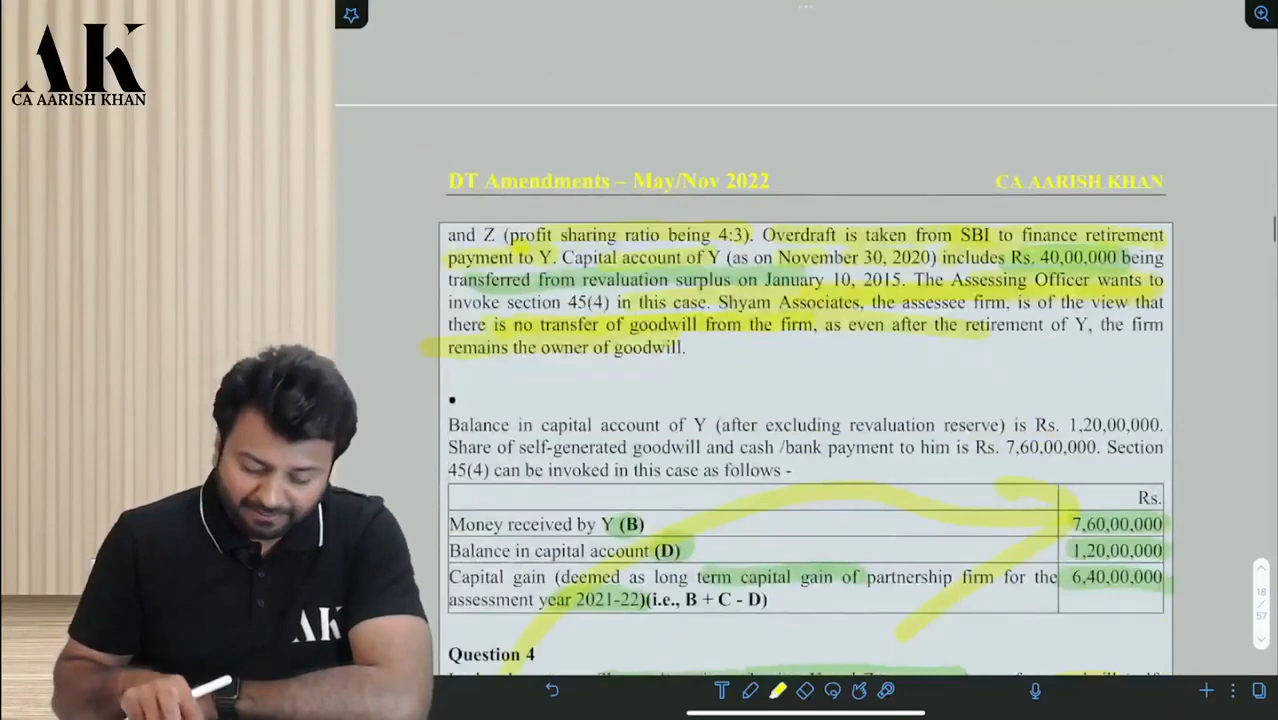 AK
CA AARISH KHAN
DT Amendments – May/Nov 2022 CA AARISH KHAN
and Z (profit sharing ratio being 4:3). Overdraft is taken from SBI to finance retirement
payment to Y. Capital account of Y (as on November 30, 2020) includes Rs. 40,00,000 being
transferred from revaluation surplus on January 10, 2015. The Assessing Officer wants to
invoke section 45(4) in this case. Shyam Associates, the assessee firm, is of the view that
there is no transfer of goodwill from the firm, as even after the retirement of Y, the firm
remains the owner of goodwill.
Balance in capital account of Y (after excluding revaluation reserve) is Rs. 1,20,00,000.
Share of self-generated goodwill and cash /bank payment to him is Rs. 7,60,00,000. Section
45(4) can be invoked in this case as follows -
Rs.
Money received by Y (B) 7,60,00,000
Balance in capital account (D) 1,20,00,000
Capital gain (deemed as long term capital gain of partnership firm for the 6,40,00,000
assessment year 2021-22)(i.e., B + C - D)
Question 4
AK
18
57